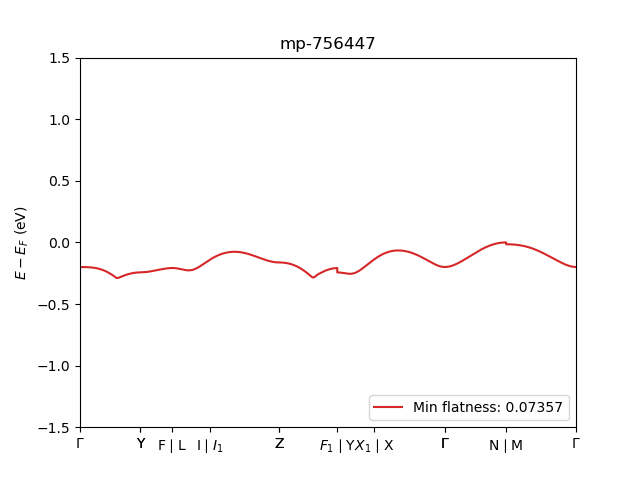 mp-756447
1.5
1.0
0.5
0.0
−0.5
−1.0
−1.5
E − E_F (eV)
Min flatness: 0.07357
Γ Y F | L I | I₁ Z F₁ | Y X₁ | X Γ N | M Γ